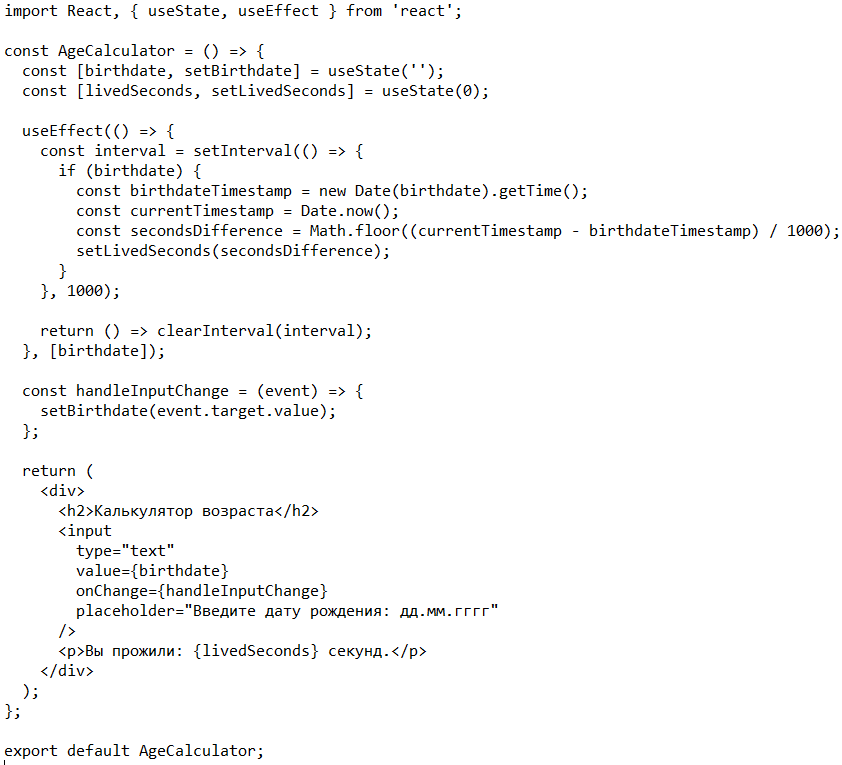 import React, { useState, useEffect } from 'react';

const AgeCalculator = () => {
  const [birthdate, setBirthdate] = useState('');
  const [livedSeconds, setLivedSeconds] = useState(0);

  useEffect(() => {
    const interval = setInterval(() => {
      if (birthdate) {
        const birthdateTimestamp = new Date(birthdate).getTime();
        const currentTimestamp = Date.now();
        const secondsDifference = Math.floor((currentTimestamp - birthdateTimestamp) / 1000);
        setLivedSeconds(secondsDifference);
      }
    }, 1000);

    return () => clearInterval(interval);
  }, [birthdate]);

  const handleInputChange = (event) => {
    setBirthdate(event.target.value);
  };

  return (
    <div>
      <h2>Калькулятор возраста</h2>
      <input
        type="text"
        value={birthdate}
        onChange={handleInputChange}
        placeholder="Введите дату рождения: дд.мм.гггг"
      />
      <p>Вы прожили: {livedSeconds} секунд.</p>
    </div>
  );
};

export default AgeCalculator;